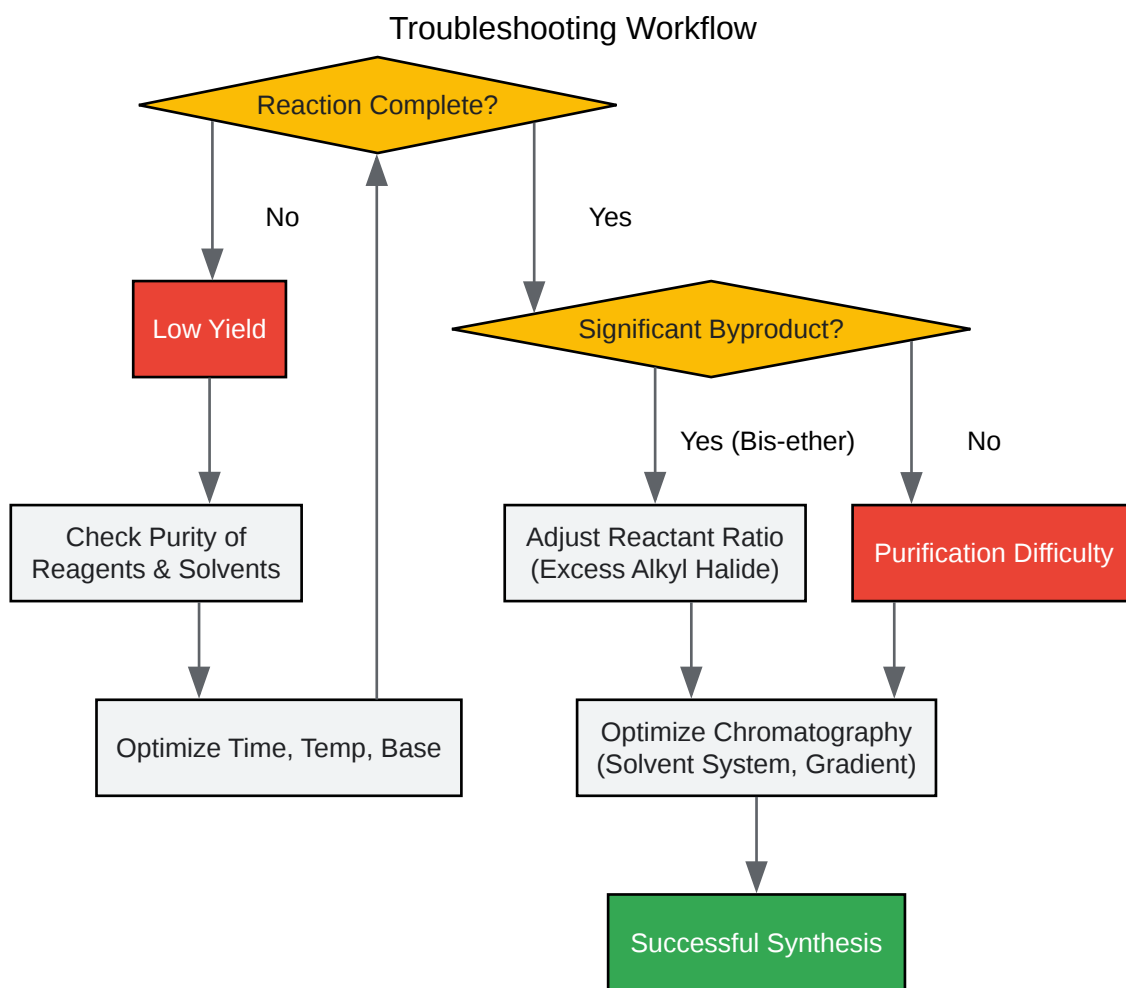 Troubleshooting Workflow
Reaction Complete?
No
Yes
Low Yield
Significant Byproduct?
Yes (Bis-ether)
No
Check Purity of
Reagents & Solvents
Adjust Reactant Ratio
(Excess Alkyl Halide)
Purification Difficulty
Optimize Time, Temp, Base
Optimize Chromatography
(Solvent System, Gradient)
Successful Synthesis